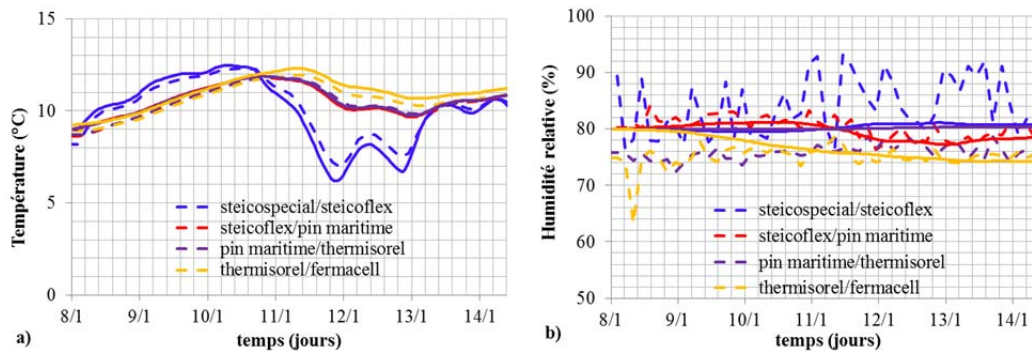 15
10
5
0
Température (°C)
steicospecial/steicoflex
steicoflex/pin maritime
pin maritime/thermisorel
thermisorel/fermacell
8/1 9/1 10/1 11/1 12/1 13/1 14/1
a) temps (jours)
100
90
80
70
60
50
Humidité relative (%)
steicospecial/steicoflex
steicoflex/pin maritime
pin maritime/thermisorel
thermisorel/fermacell
8/1 9/1 10/1 11/1 12/1 13/1 14/1
b) temps (jours)